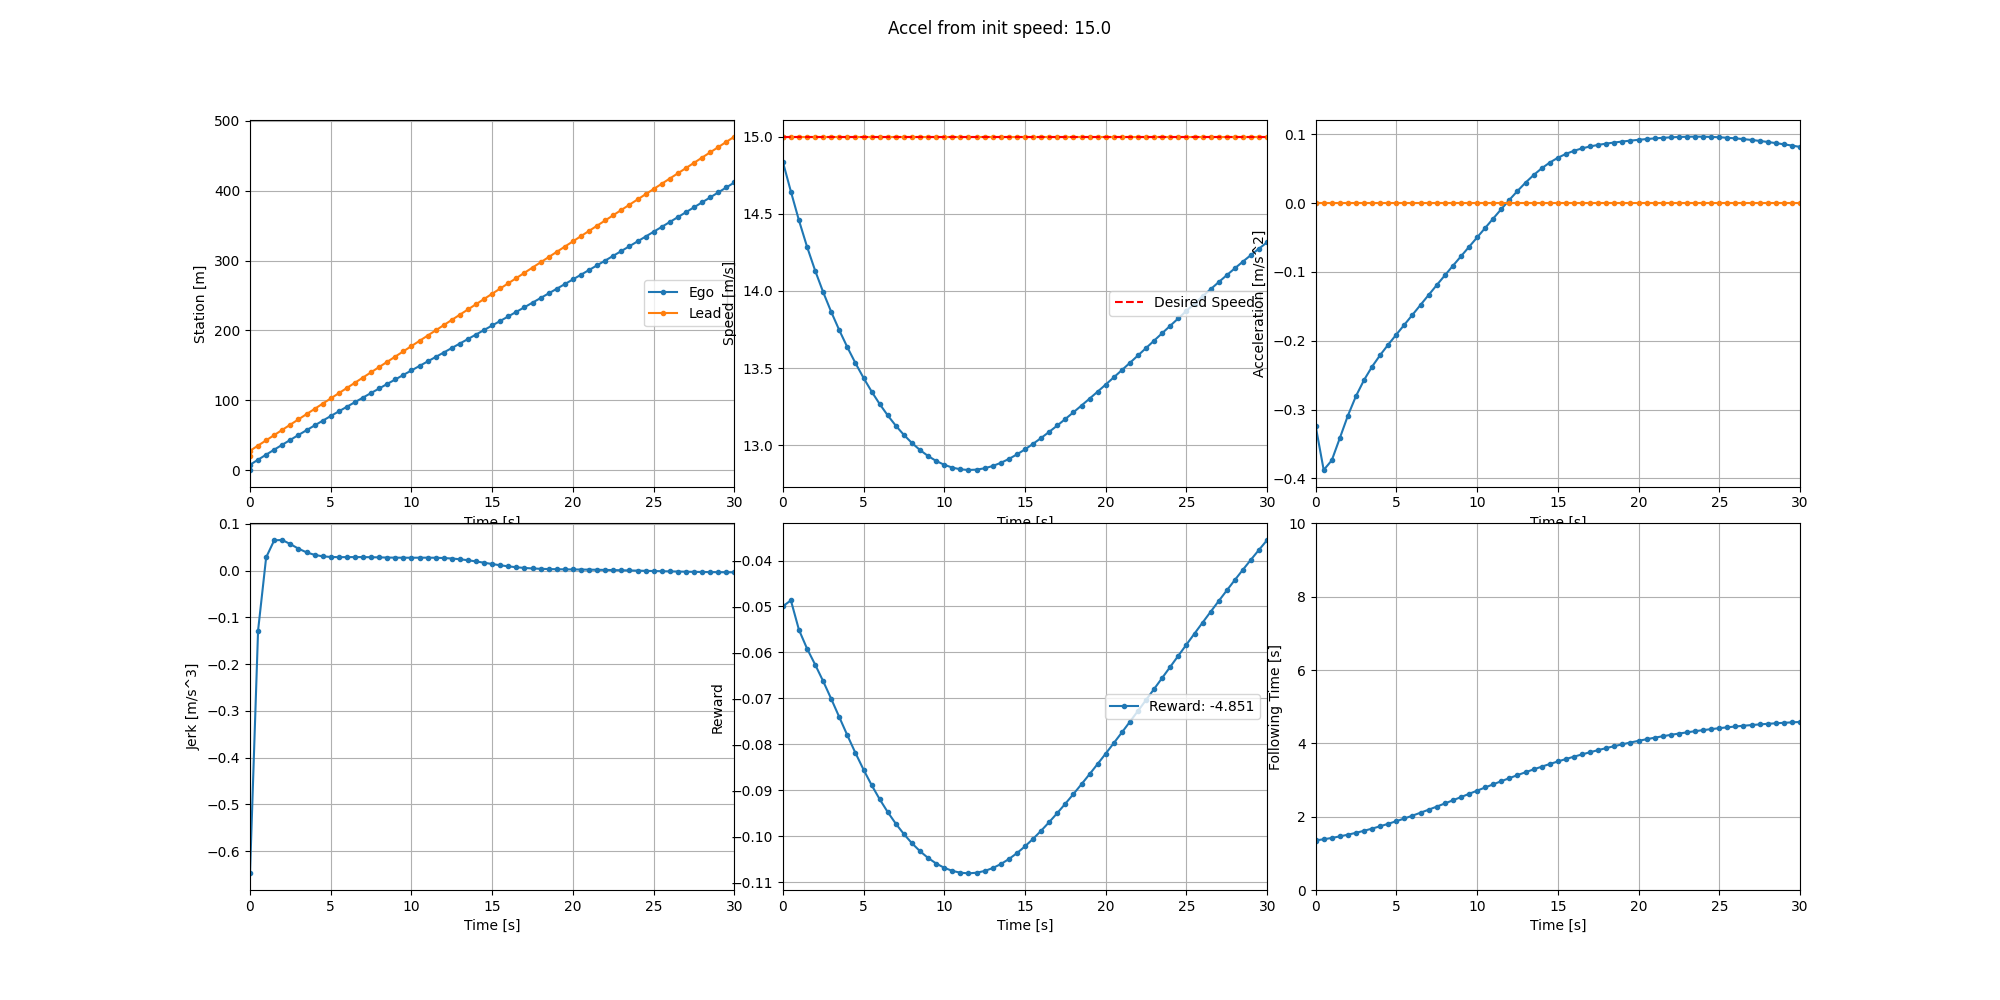 Accel from init speed: 15.0
500
400
300
200
100
0
Station [m]
Ego
Lead
0 5 10 15 20 25 30
Time [s]
15.0
14.5
14.0
13.5
13.0
Speed [m/s]
Desired Speed
0 5 10 15 20 25 30
Time [s]
0.1
0.0
−0.1
−0.2
−0.3
−0.4
Acceleration [m/s^2]
0 5 10 15 20 25 30
Time [s]
0.1
0.0
−0.1
−0.2
−0.3
−0.4
−0.5
−0.6
Jerk [m/s^3]
0 5 10 15 20 25 30
Time [s]
−0.04
−0.05
−0.06
−0.07
−0.08
−0.09
−0.10
−0.11
Reward
Reward: -4.851
0 5 10 15 20 25 30
Time [s]
10
8
6
4
2
0
Following Time [s]
0 5 10 15 20 25 30
Time [s]